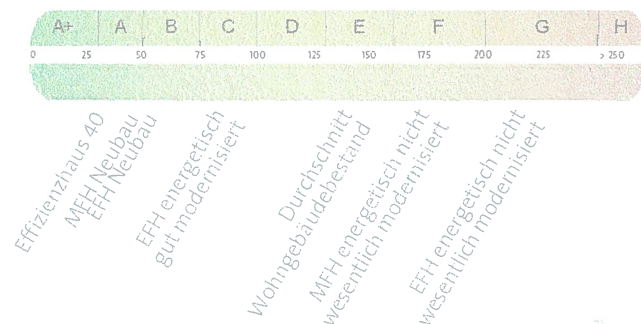 A+ A B C D E F G H
0 25 50 75 100 125 150 175 200 225 > 250
Effizienzhaus 40
MFH Neubau
EFH Neubau
EFH energetisch
gut modernisiert
Durchschnitt
Wohngebäudebestand
MFH energetisch nicht
wesentlich modernisiert
EFH energetisch nicht
wesentlich modernisiert